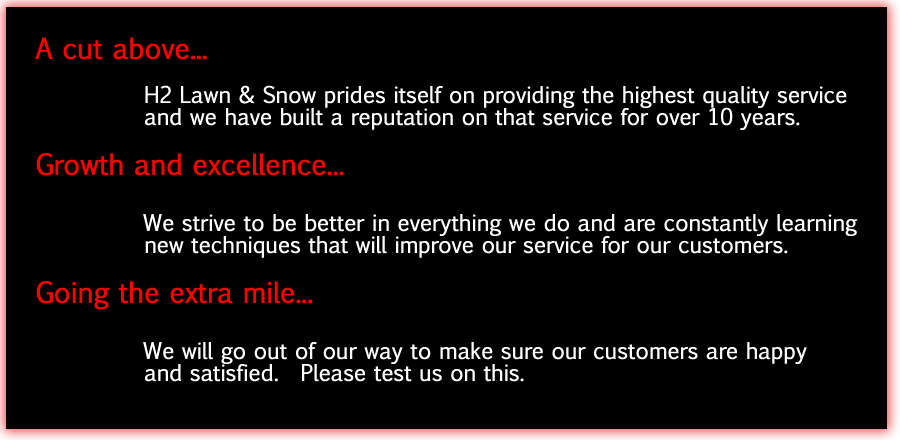 A cut above...
H2 Lawn & Snow prides itself on providing the highest quality service
and we have built a reputation on that service for over 10 years.
Growth and excellence...
We strive to be better in everything we do and are constantly learning
new techniques that will improve our service for our customers.
Going the extra mile...
We will go out of our way to make sure our customers are happy
and satisfied.   Please test us on this.